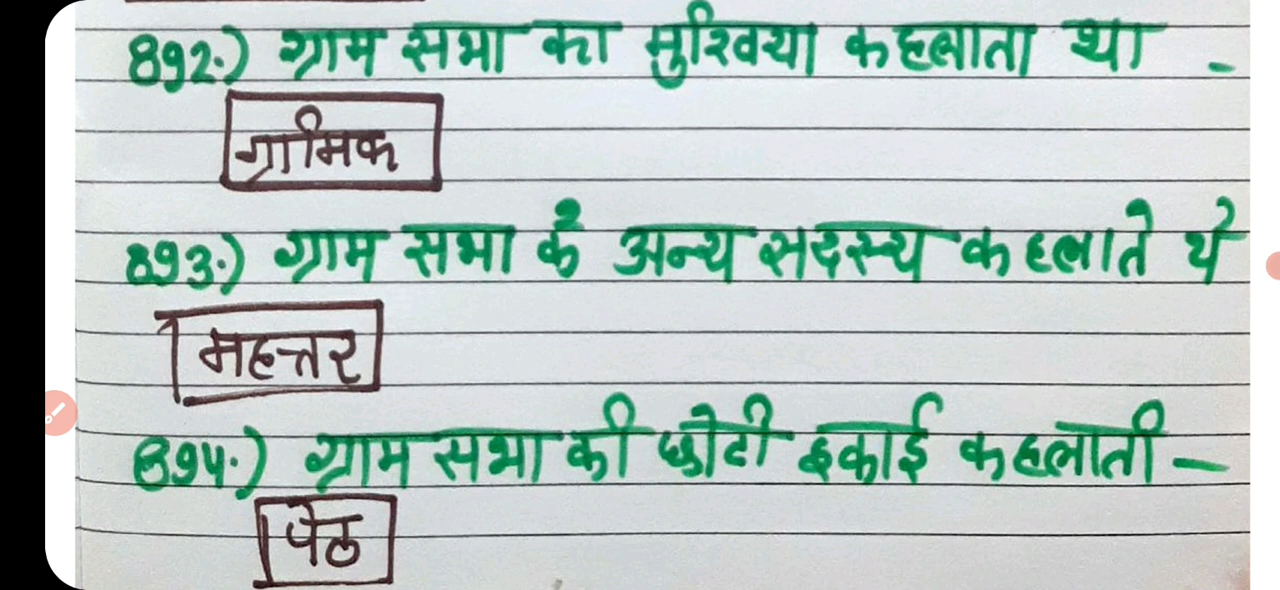 892.) ग्राम सभा का मुखिया कहलाता था -
ग्रामिक
893.) ग्राम सभा के अन्य सदस्य कहलाते थे
महत्तर
894.) ग्राम सभा की छोटी इकाई कहलाती -
पेठ